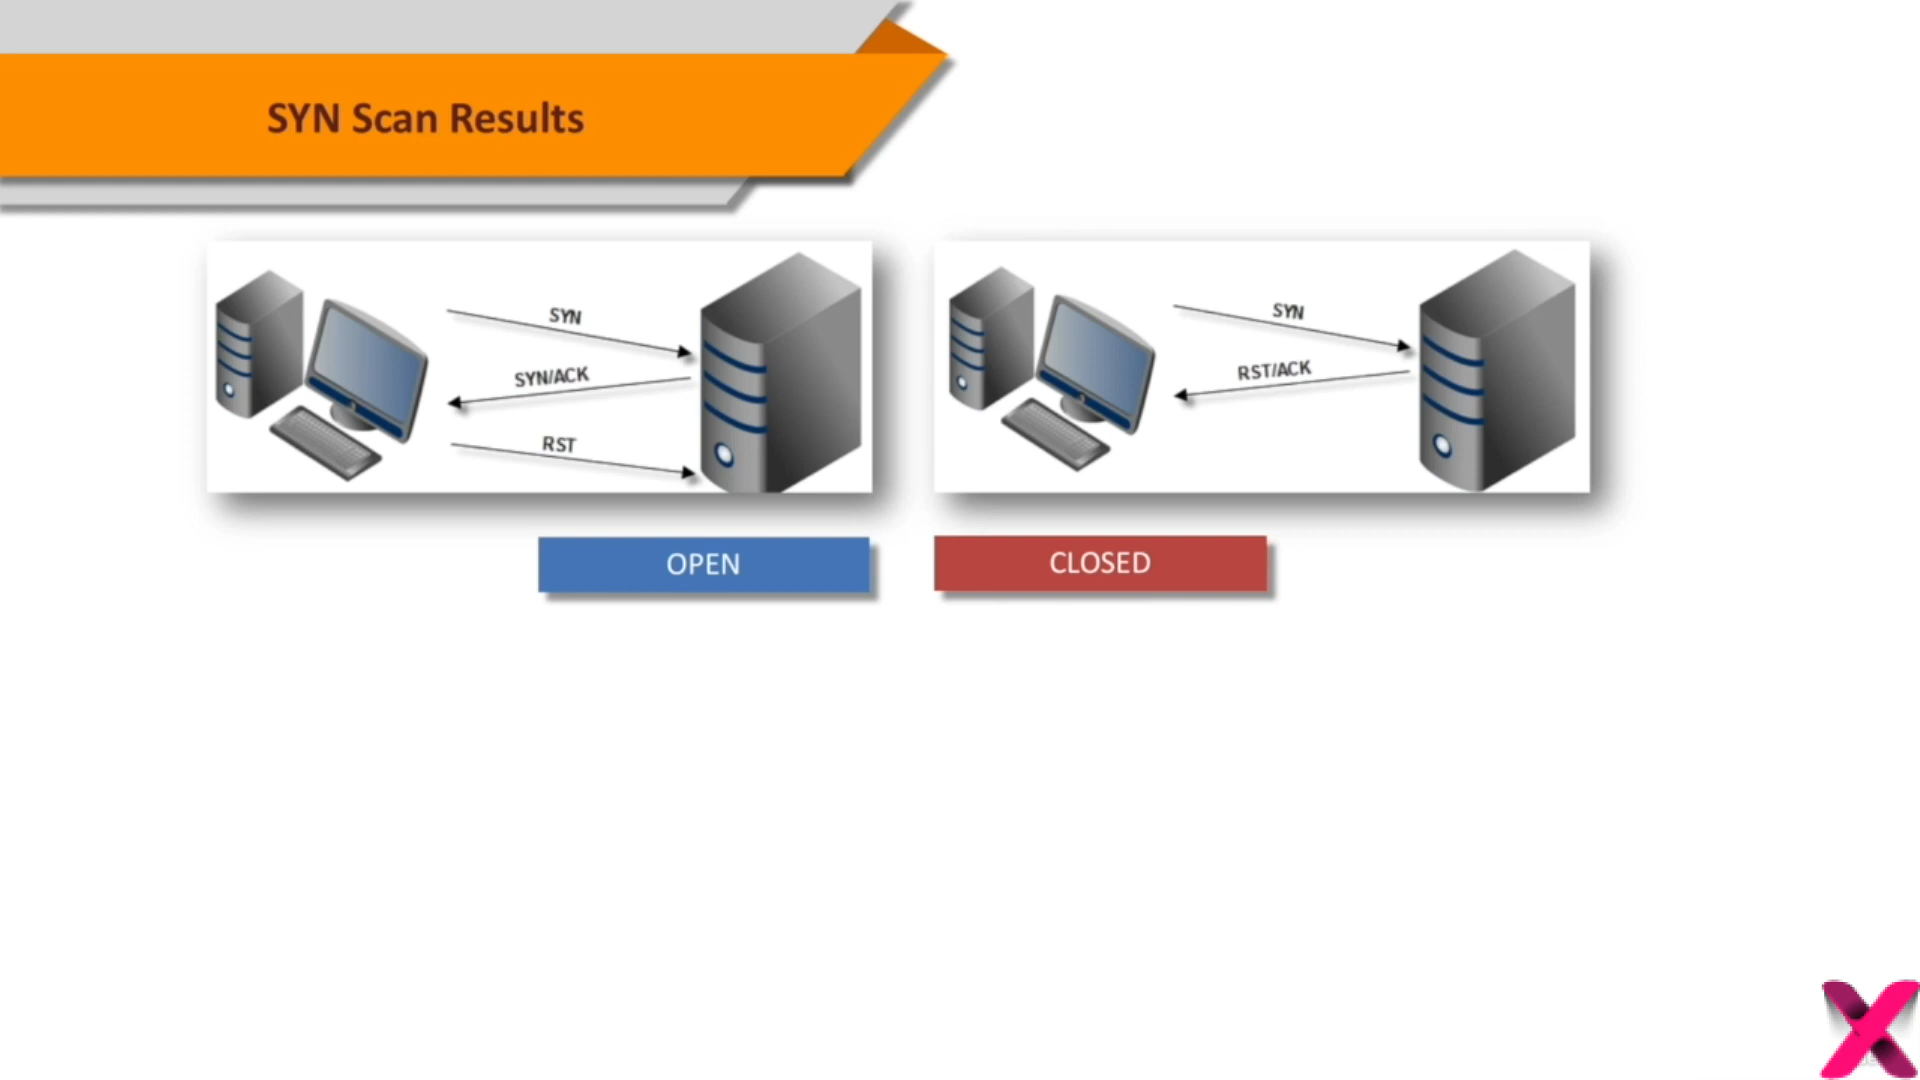 SYN Scan Results
SYN
SYN/ACK
RST
SYN
RST/ACK
OPEN
CLOSED